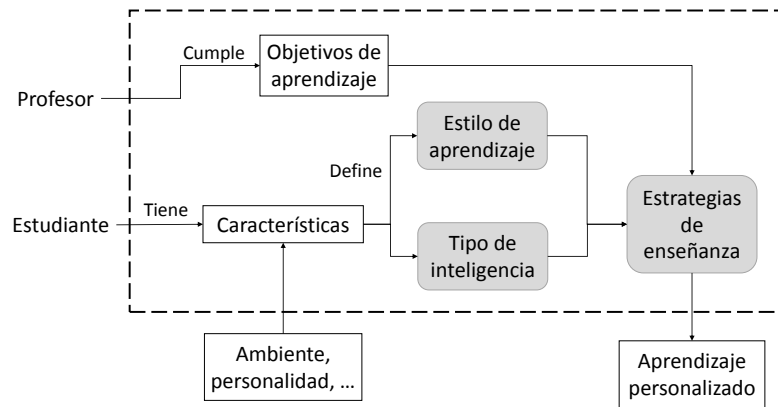 Cumple
Objetivos de
aprendizaje
Profesor
Estilo de
aprendizaje
Define
Estudiante
Tiene
Características
Tipo de
inteligencia
Estrategias
de
enseñanza
Ambiente,
personalidad, ...
Aprendizaje
personalizado